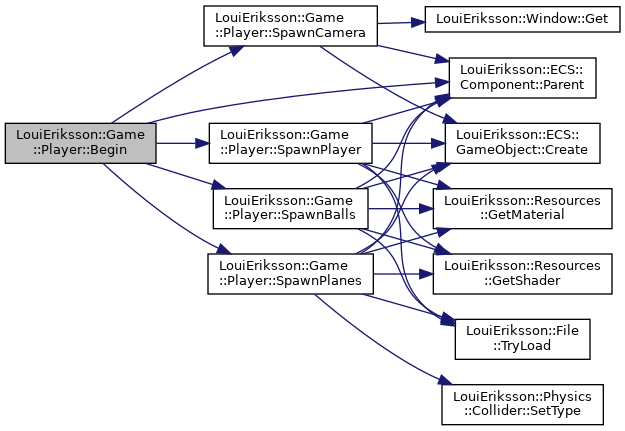 LouiEriksson::Game
::Player::Begin
LouiEriksson::Game
::Player::SpawnCamera
LouiEriksson::Game
::Player::SpawnPlayer
LouiEriksson::Game
::Player::SpawnBalls
LouiEriksson::Game
::Player::SpawnPlanes
LouiEriksson::Window::Get
LouiEriksson::ECS::
Component::Parent
LouiEriksson::ECS::
GameObject::Create
LouiEriksson::Resources
::GetMaterial
LouiEriksson::Resources
::GetShader
LouiEriksson::File
::TryLoad
LouiEriksson::Physics
::Collider::SetType